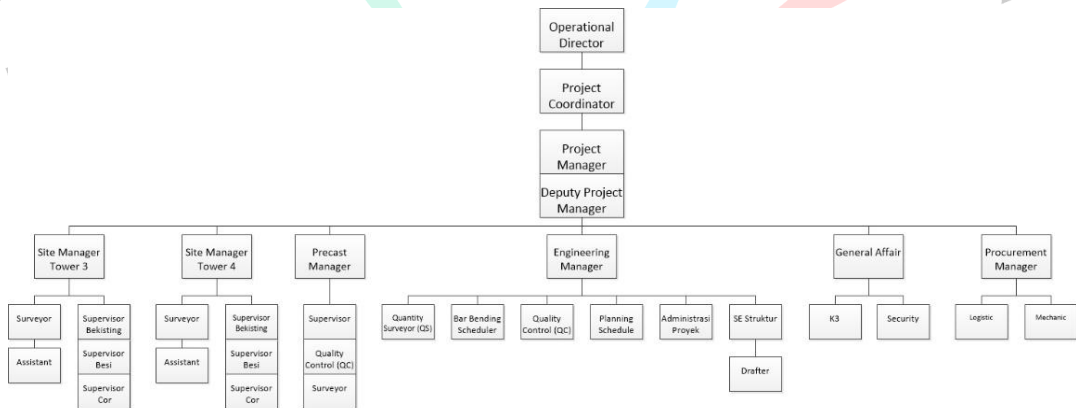 Operational
Director
Project
Coordinator
Project
Manager
Deputy Project
Manager
Site Manager
Tower 3
Site Manager
Tower 4
Precast
Manager
Engineering
Manager
General Affair
Procurement
Manager
Surveyor
Assistant
Supervisor
Bekisting
Supervisor
Besi
Supervisor
Cor
Surveyor
Assistant
Supervisor
Bekisting
Supervisor
Besi
Supervisor
Cor
Supervisor
Quality
Control (QC)
Surveyor
Quantity
Surveyor (QS)
Bar Bending
Scheduler
Quality
Control (QC)
Planning
Schedule
Administrasi
Proyek
SE Struktur
Drafter
K3
Security
Logistic
Mechanic